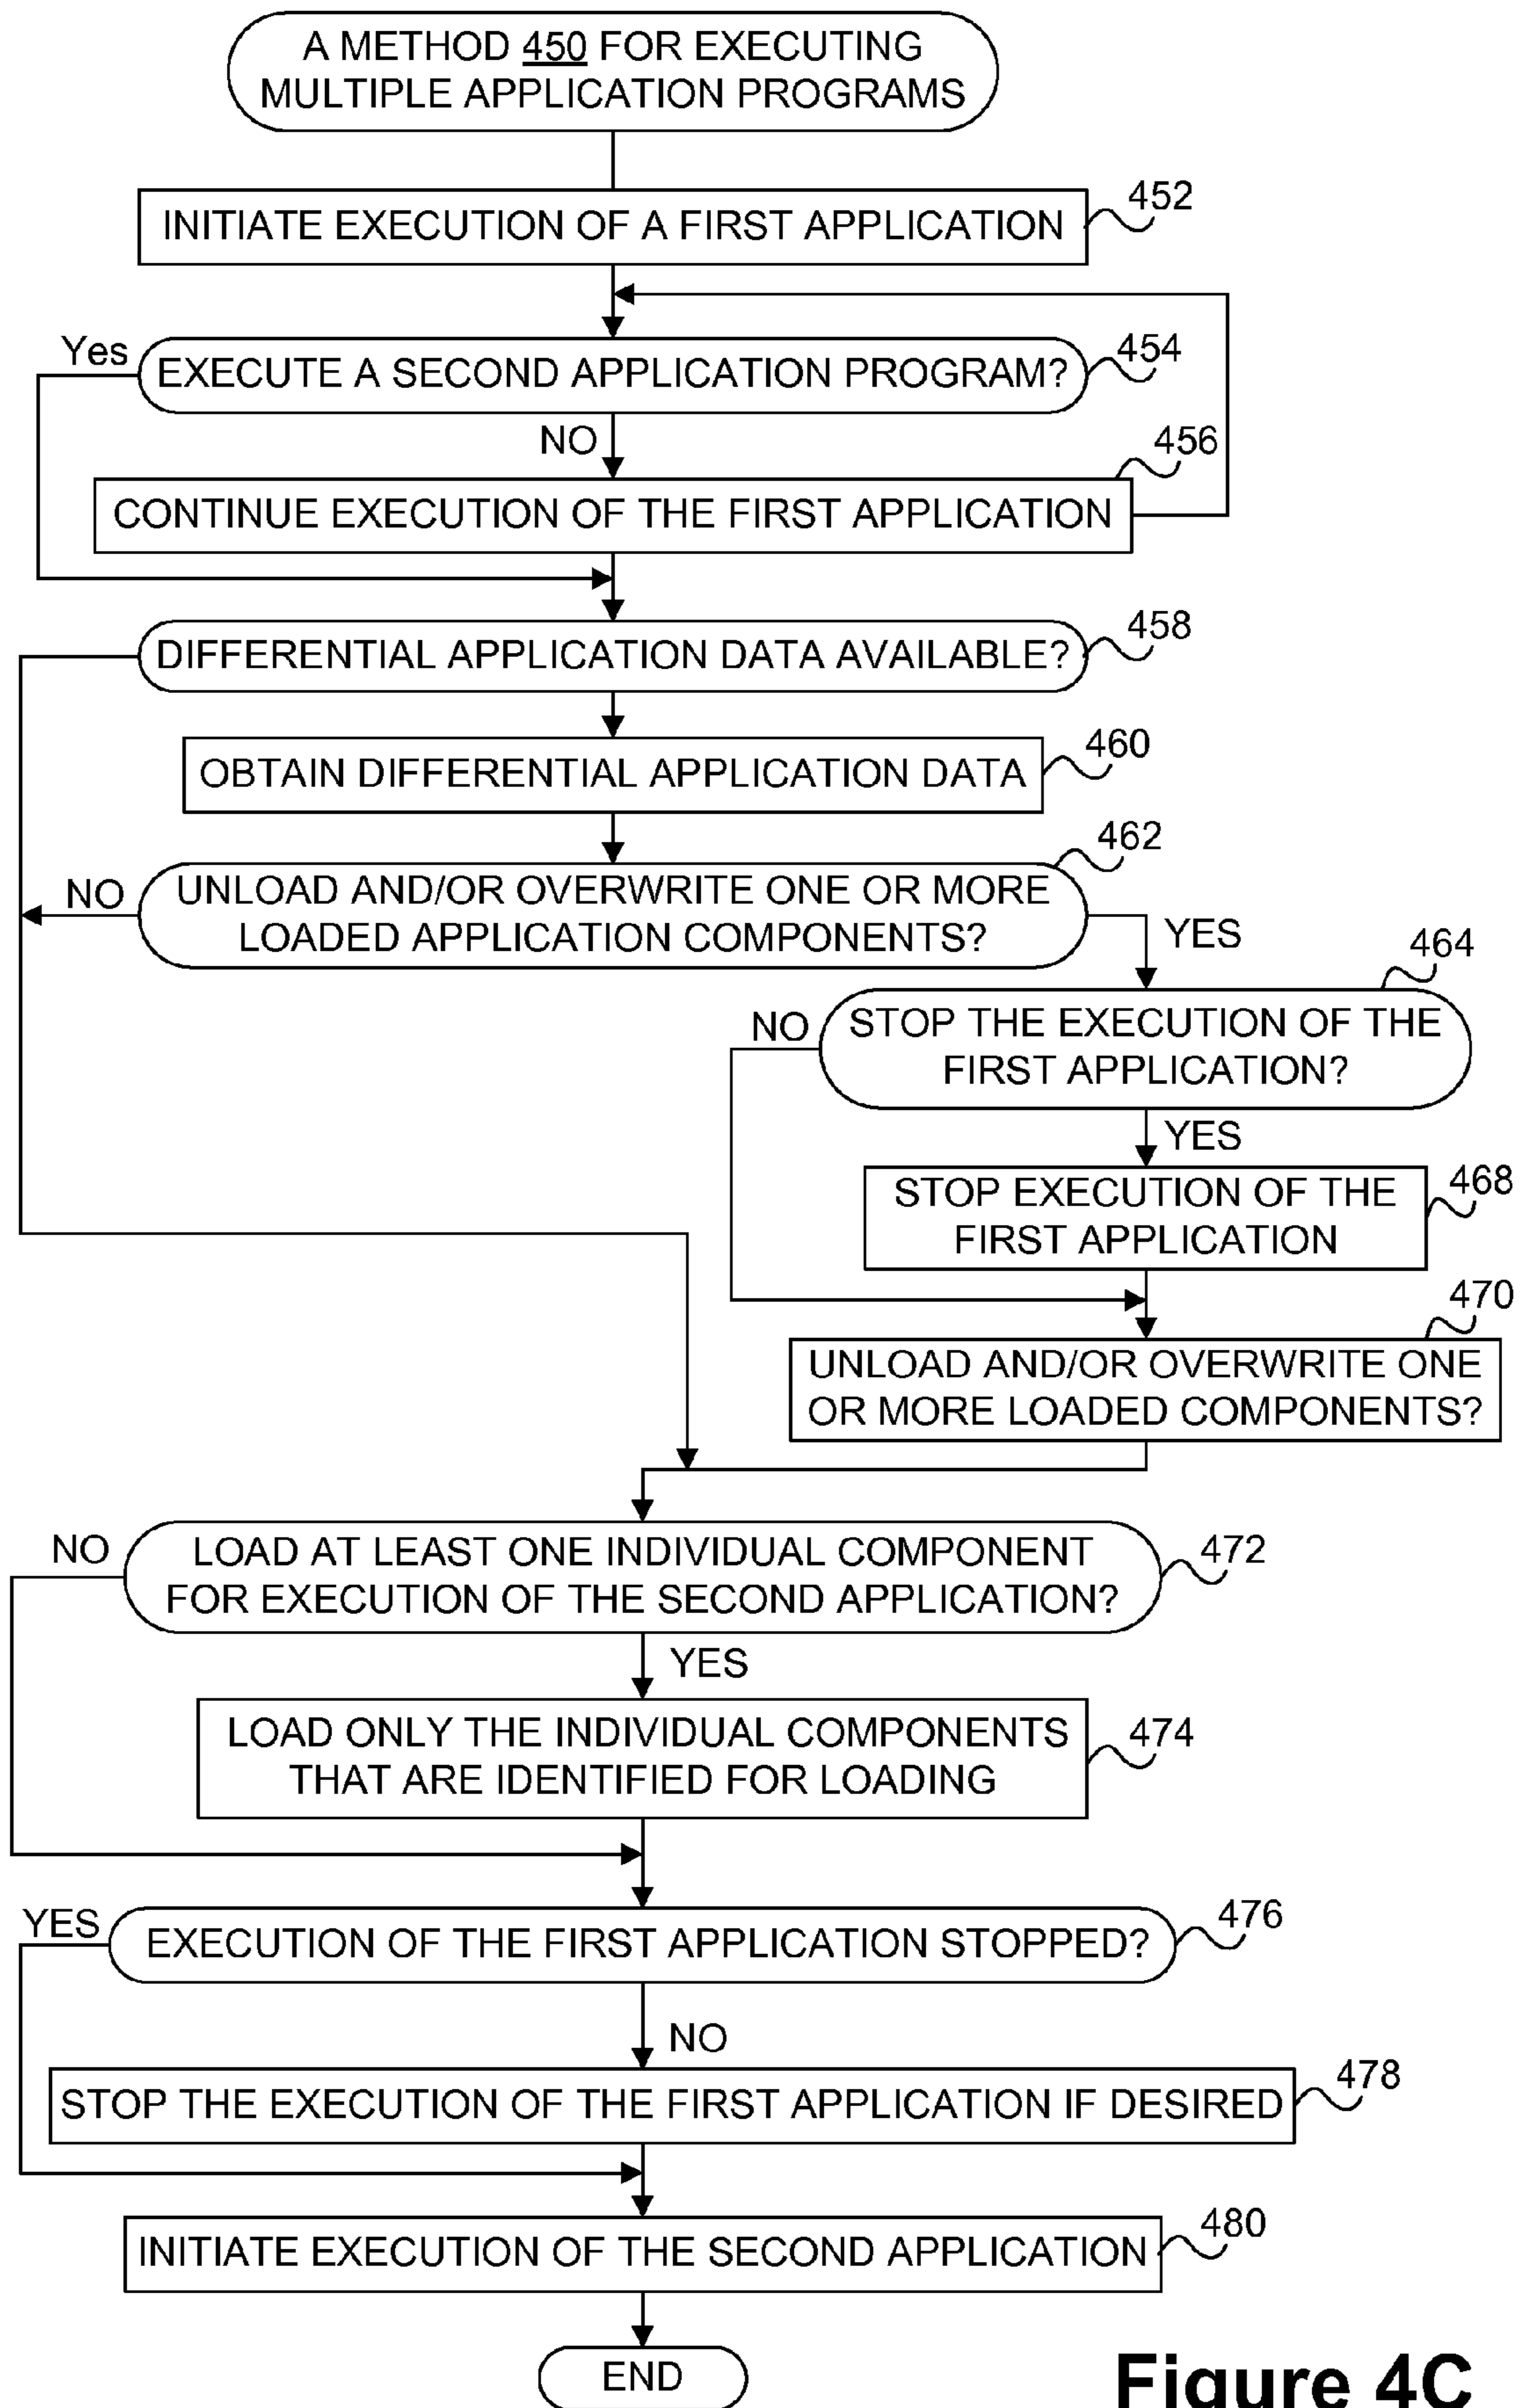 A METHOD 450 FOR EXECUTING
MULTIPLE APPLICATION PROGRAMS
452
INITIATE EXECUTION OF A FIRST APPLICATION
Yes
454
EXECUTE A SECOND APPLICATION PROGRAM?
NO
456
CONTINUE EXECUTION OF THE FIRST APPLICATION
458
DIFFERENTIAL APPLICATION DATA AVAILABLE?
460
OBTAIN DIFFERENTIAL APPLICATION DATA
462
NO
UNLOAD AND/OR OVERWRITE ONE OR MORE
LOADED APPLICATION COMPONENTS?
YES
464
NO
STOP THE EXECUTION OF THE
FIRST APPLICATION?
YES
468
STOP EXECUTION OF THE
FIRST APPLICATION
470
UNLOAD AND/OR OVERWRITE ONE
OR MORE LOADED COMPONENTS?
NO
472
LOAD AT LEAST ONE INDIVIDUAL COMPONENT
FOR EXECUTION OF THE SECOND APPLICATION?
YES
474
LOAD ONLY THE INDIVIDUAL COMPONENTS
THAT ARE IDENTIFIED FOR LOADING
YES
476
EXECUTION OF THE FIRST APPLICATION STOPPED?
NO
478
STOP THE EXECUTION OF THE FIRST APPLICATION IF DESIRED
480
INITIATE EXECUTION OF THE SECOND APPLICATION
END
Figure 4C